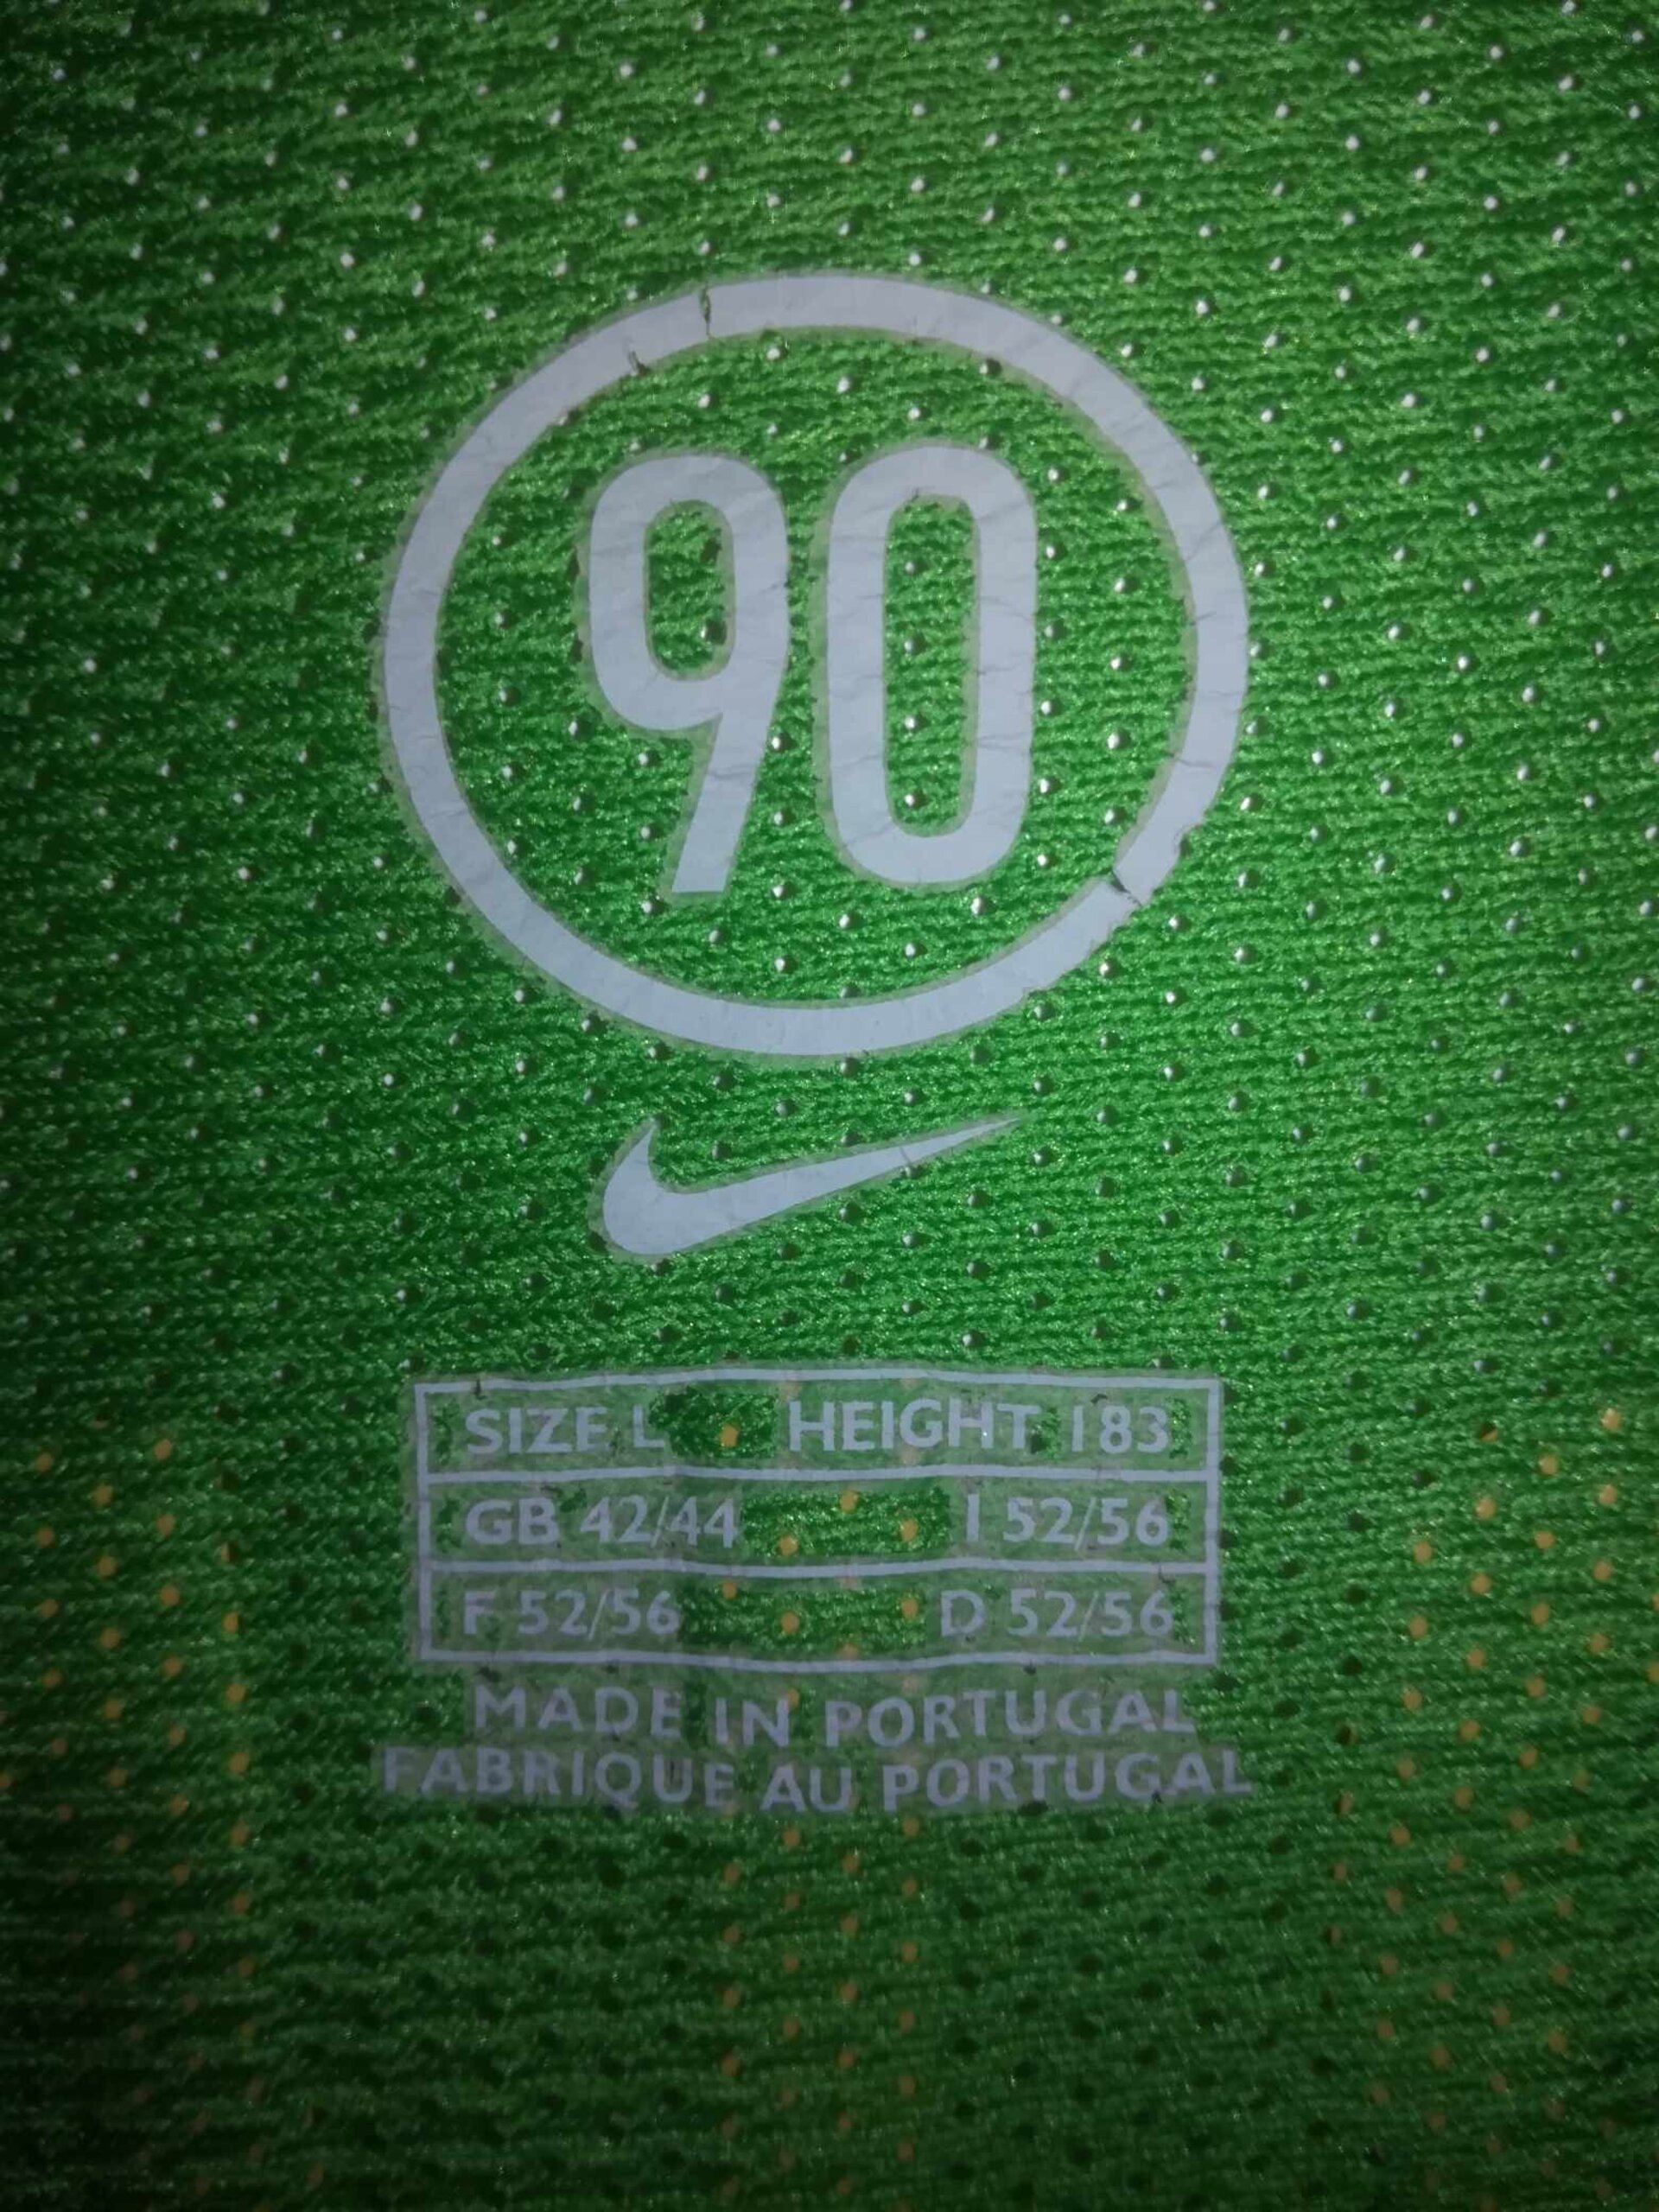 90
SIZE L HEIGHT 183
GB 42/44 I 52/56
F 52/56 D 52/56
MADE IN PORTUGAL
FABRIQUE AU PORTUGAL